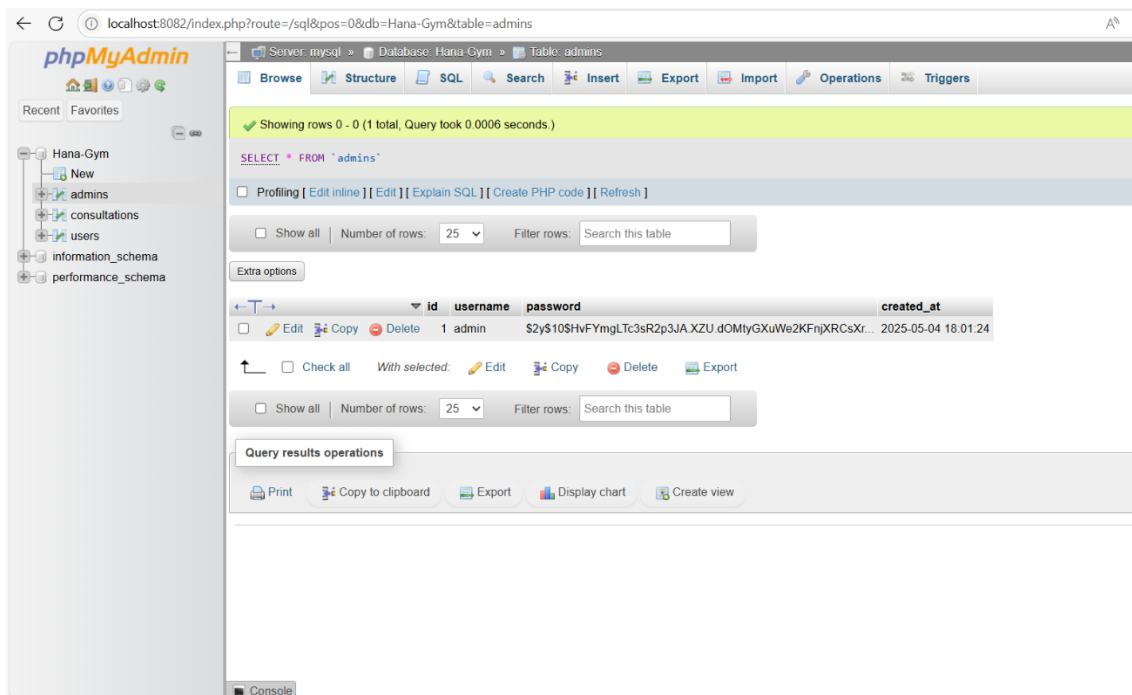 localhost:8082/index.php?route=/sql&pos=0&db=Hana-Gym&table=admins
phpMyAdmin
Recent Favorites
Hana-Gym
New
admins
consultations
users
information_schema
performance_schema
Server: mysql » Database: Hana-Gym » Table: admins
Browse Structure SQL Search Insert Export Import Operations Triggers
Showing rows 0 - 0 (1 total, Query took 0.0006 seconds.)
SELECT * FROM `admins`
Profiling [ Edit inline ] [ Edit ] [ Explain SQL ] [ Create PHP code ] [ Refresh ]
Show all Number of rows: 25 Filter rows: Search this table
Extra options
id username password created_at
Edit Copy Delete 1 admin $2y$10$HvFYmgLTc3sR2p3JA.XZU.dOMtyGXuWe2KFnjXRCsXr... 2025-05-04 18:01:24
Check all With selected: Edit Copy Delete Export
Show all Number of rows: 25 Filter rows: Search this table
Query results operations
Print Copy to clipboard Export Display chart Create view
Console